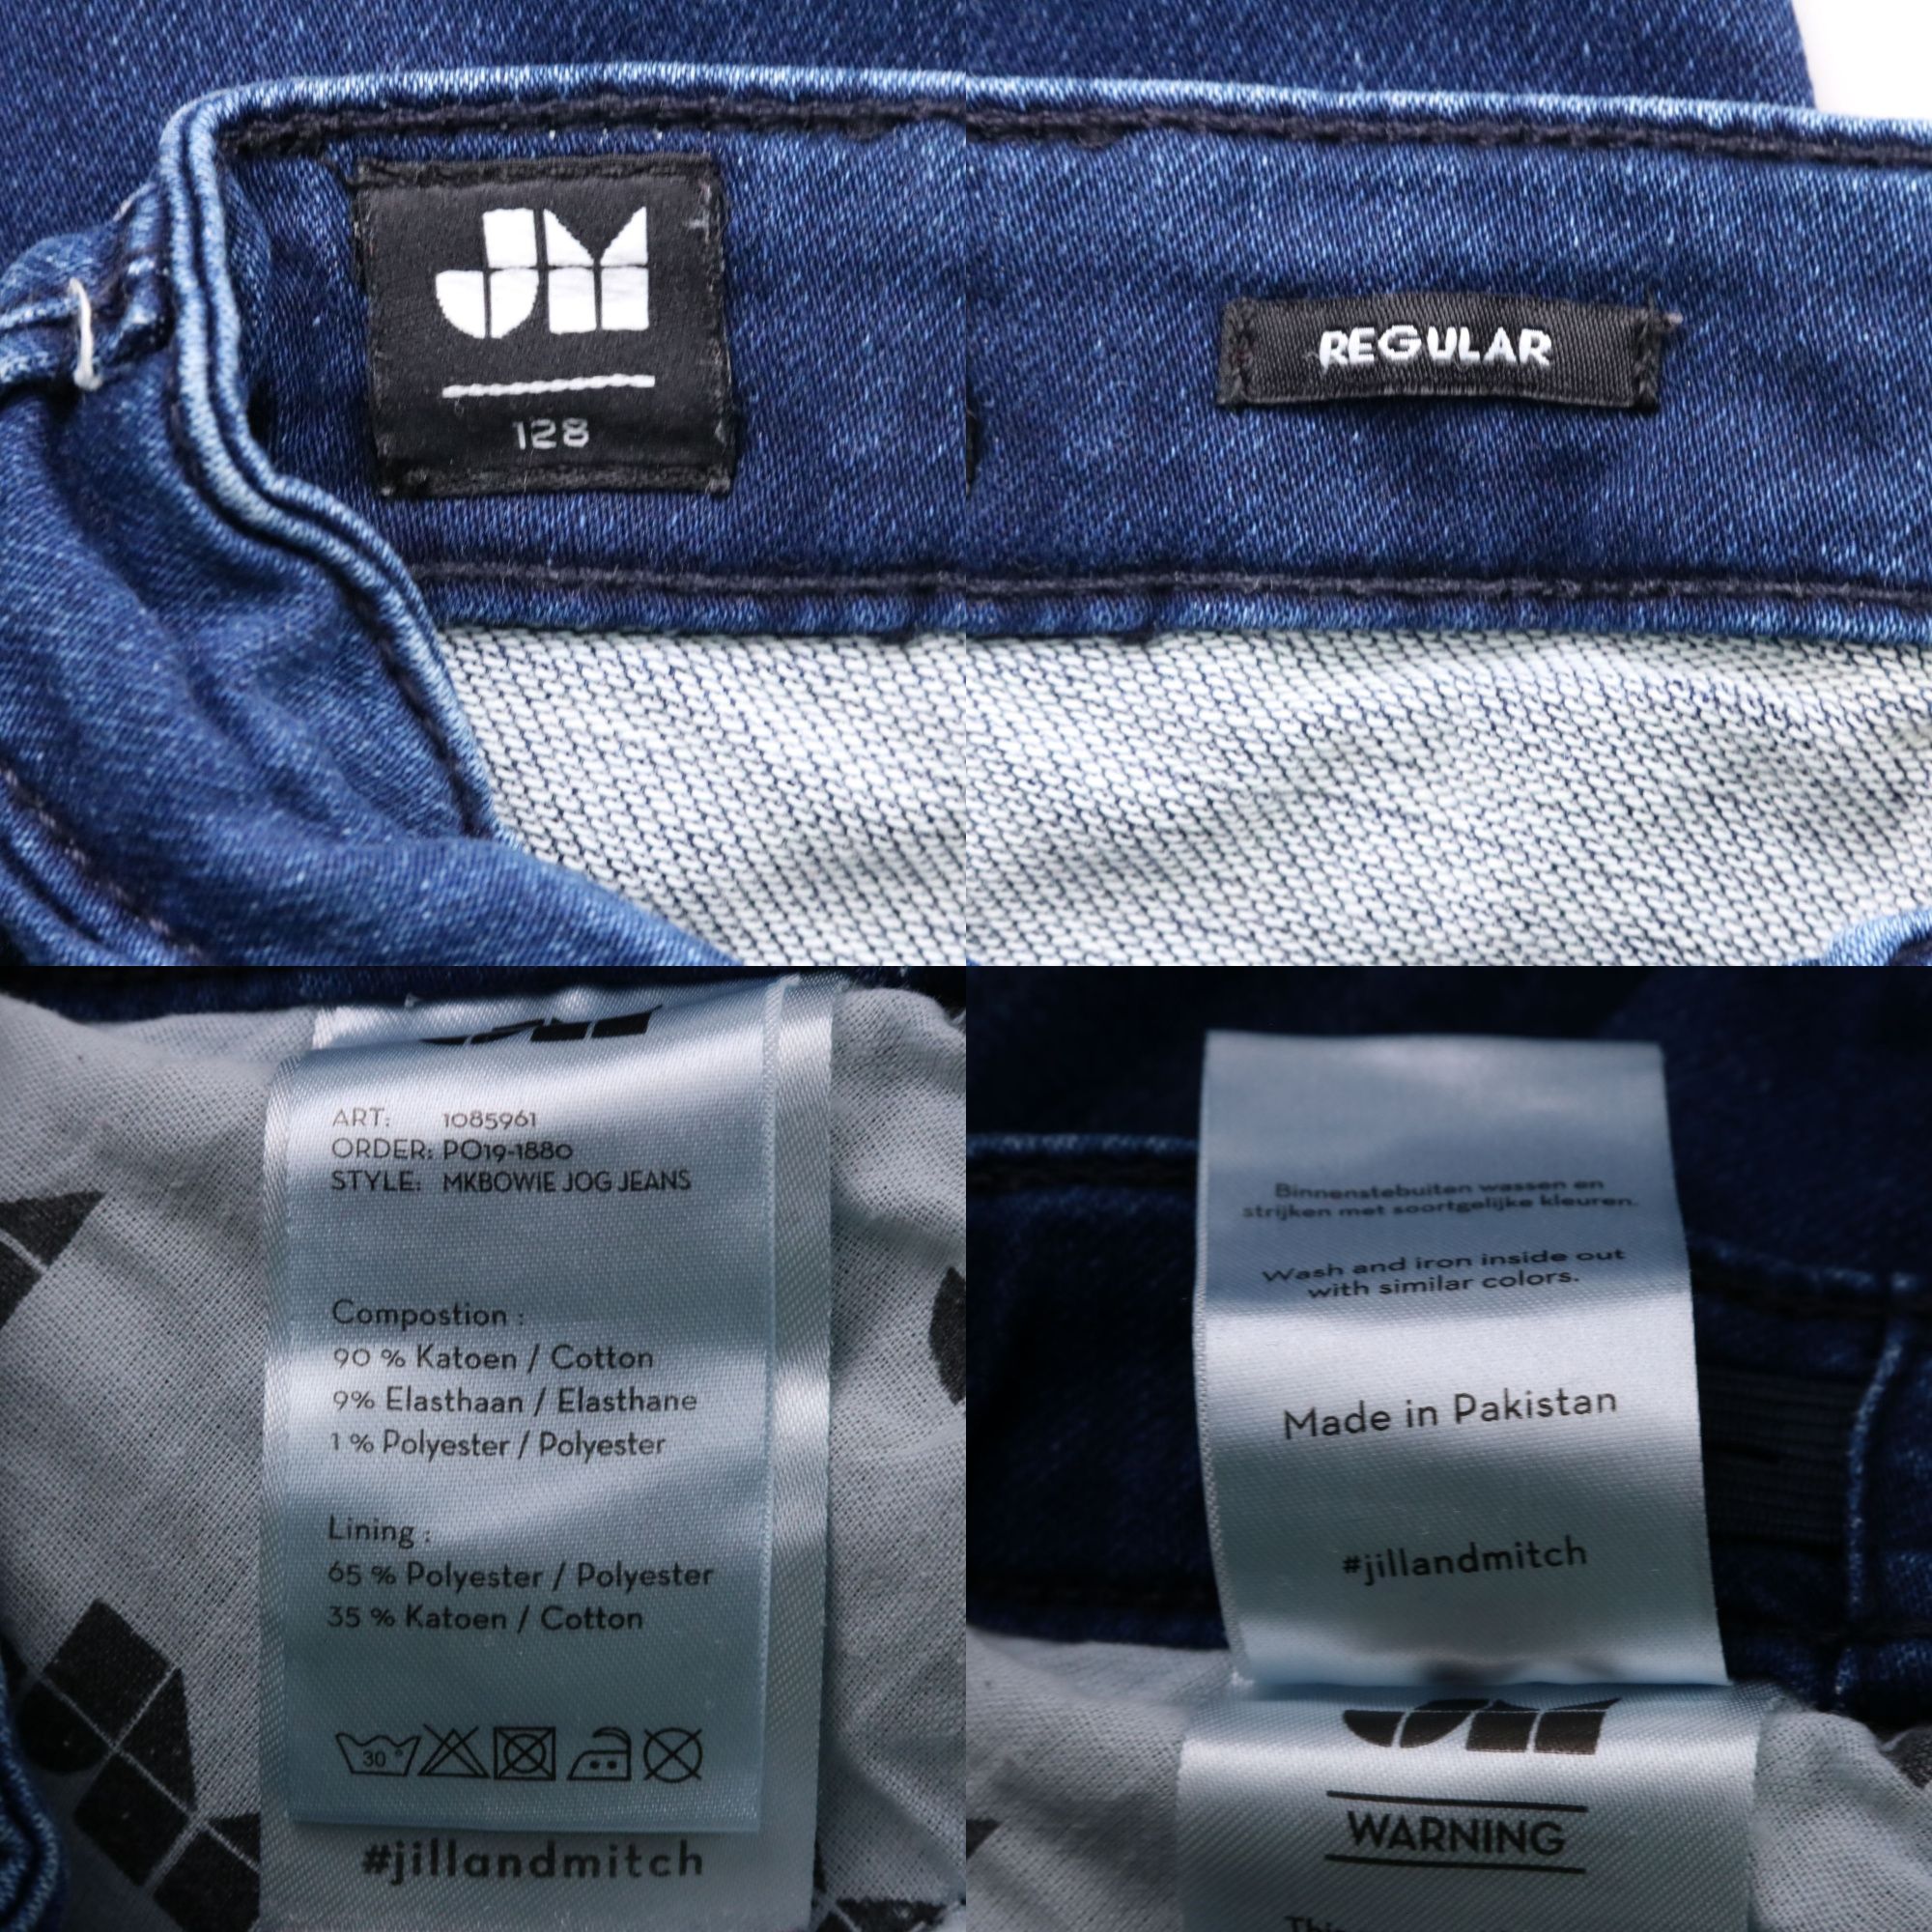 JM
128
REGULAR
ART: 1085961
ORDER: PO19-1880
STYLE: MKBOWIE JOG JEANS
Compostion :
90 % Katoen / Cotton
9% Elasthaan / Elasthane
1 % Polyester / Polyester
Lining :
65 % Polyester / Polyester
35 % Katoen / Cotton
30°
#jillandmitch
Binnenstebuiten wassen en
strijken met soortgelijke kleuren.
Wash and iron inside out
with similar colors.
Made in Pakistan
#jillandmitch
JM
WARNING